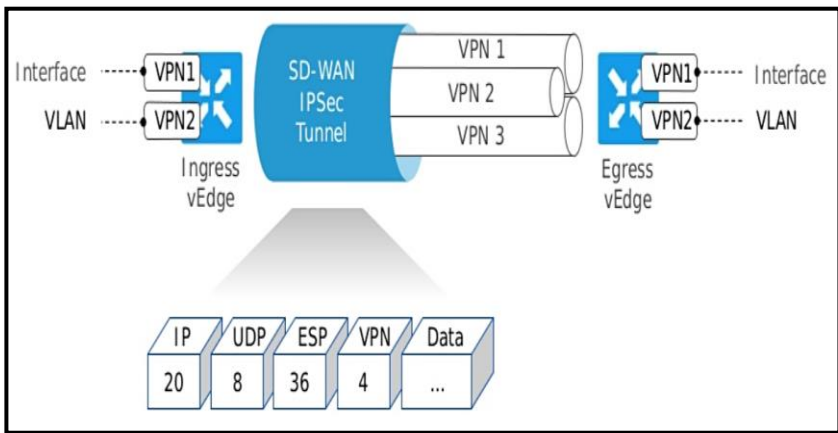 Interface
VPN1
VLAN
VPN2
Ingress
vEdge
SD-WAN
IPSec
Tunnel
VPN 1
VPN 2
VPN 3
VPN1
Interface
VPN2
VLAN
Egress
vEdge
IP UDP ESP VPN Data
20 8 36 4 ...